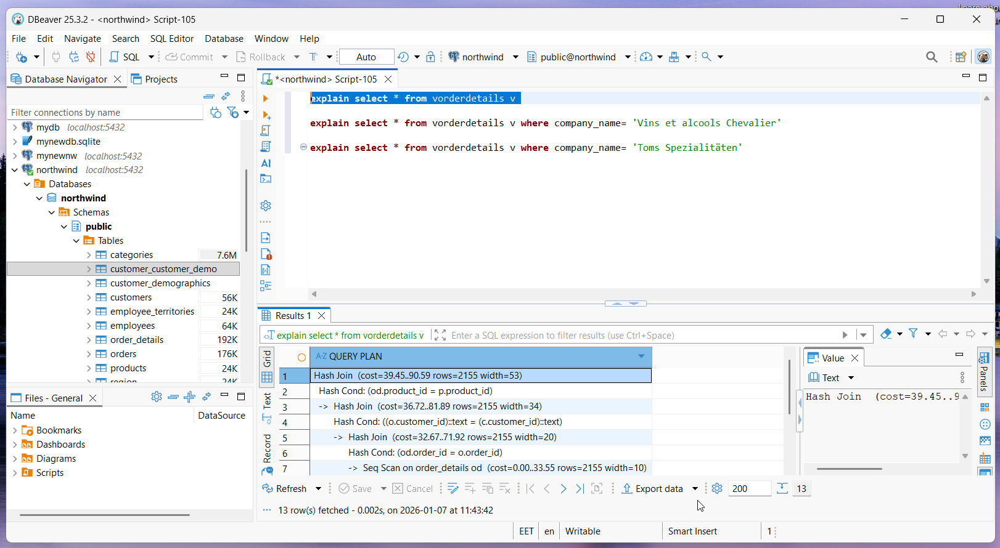 Learn abou
DBeaver 25.3.2 - <northwind> Script-105
File Edit Navigate Search SQL Editor Database Window Help
SQL Commit Rollback T Auto northwind public@northwind
Database Navigator Projects
Filter connections by name
mydb localhost:5432
mynewdb.sqlite
mynewnw localhost:5432
northwind localhost:5432
Databases
northwind
Schemas
public
Tables
categories 7.6M
customer_customer_demo
customer_demographics
customers 56K
employee_territories 24K
employees 64K
order_details 192K
orders 176K
products 24K
region 24K
Files - General
Name DataSource
Bookmarks
Dashboards
Diagrams
Scripts
*<northwind> Script-105
AI
explain select * from vorderdetails v
explain select * from vorderdetails v where company_name= 'Vins et alcools Chevalier'
explain select * from vorderdetails v where company_name= 'Toms Spezialitäten'
Results 1
explain select * from vorderdetails v Enter a SQL expression to filter results (use Ctrl+Space)
Grid
Text
Record
A-Z QUERY PLAN
1 Hash Join (cost=39.45..90.59 rows=2155 width=53)
2 Hash Cond: (od.product_id = p.product_id)
3 -> Hash Join (cost=36.72..81.89 rows=2155 width=34)
4 Hash Cond: ((o.customer_id)::text = (c.customer_id)::text)
5 -> Hash Join (cost=32.67..71.92 rows=2155 width=20)
6 Hash Cond: (od.order_id = o.order_id)
7 -> Seq Scan on order_details od (cost=0.00..33.55 rows=2155 width=10)
Value
Text
Hash Join (cost=39.45..9
Panels
Refresh Save Cancel Export data 200 13
13 row(s) fetched - 0.002s, on 2026-01-07 at 11:43:42
EET en Writable Smart Insert 1